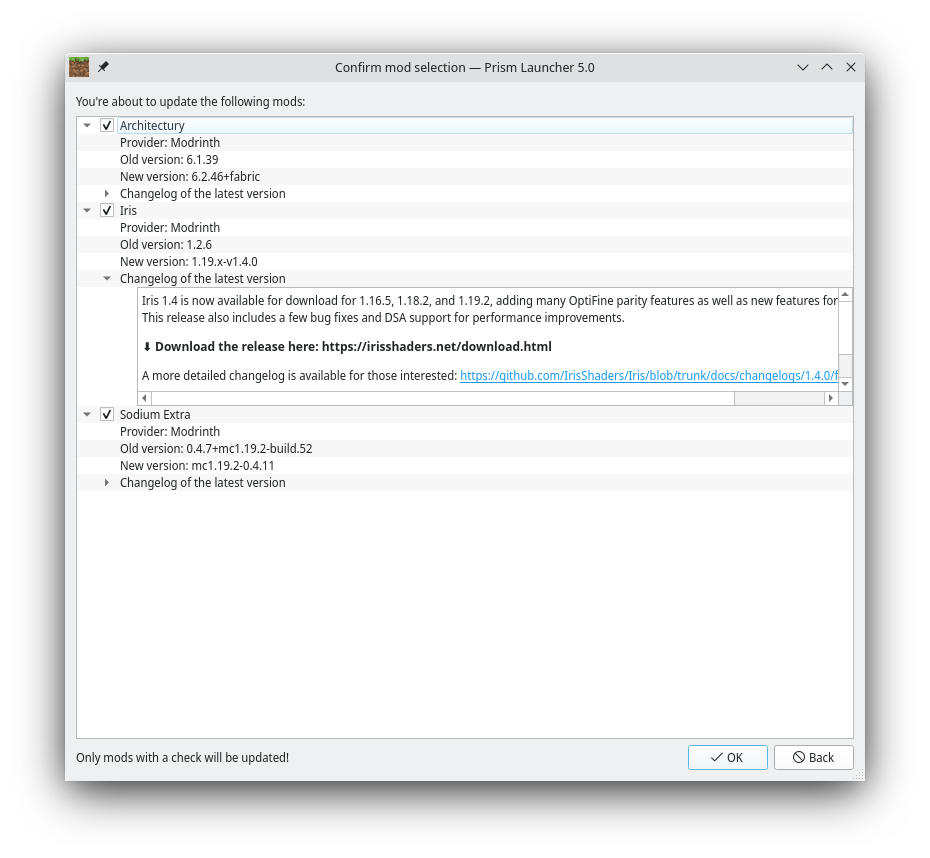 Confirm mod selection — Prism Launcher 5.0
You're about to update the following mods:
Architectury
Provider: Modrinth
Old version: 6.1.39
New version: 6.2.46+fabric
Changelog of the latest version
Iris
Provider: Modrinth
Old version: 1.2.6
New version: 1.19.x-v1.4.0
Changelog of the latest version
Iris 1.4 is now available for download for 1.16.5, 1.18.2, and 1.19.2, adding many OptiFine parity features as well as new features for
This release also includes a few bug fixes and DSA support for performance improvements.
⬇ Download the release here: https://irisshaders.net/download.html
A more detailed changelog is available for those interested: https://github.com/IrisShaders/Iris/blob/trunk/docs/changelogs/1.4.0/f
Sodium Extra
Provider: Modrinth
Old version: 0.4.7+mc1.19.2-build.52
New version: mc1.19.2-0.4.11
Changelog of the latest version
Only mods with a check will be updated!
OK
Back